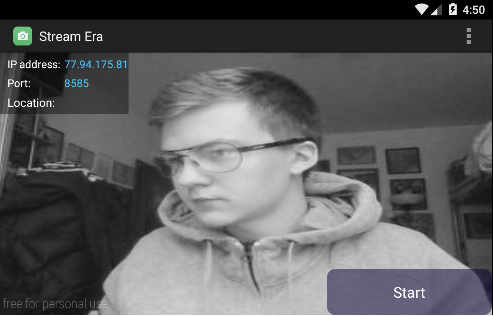 4:50
Stream Era
IP address: 77.94.175.81
Port: 8585
Location:
free for personal use
Start